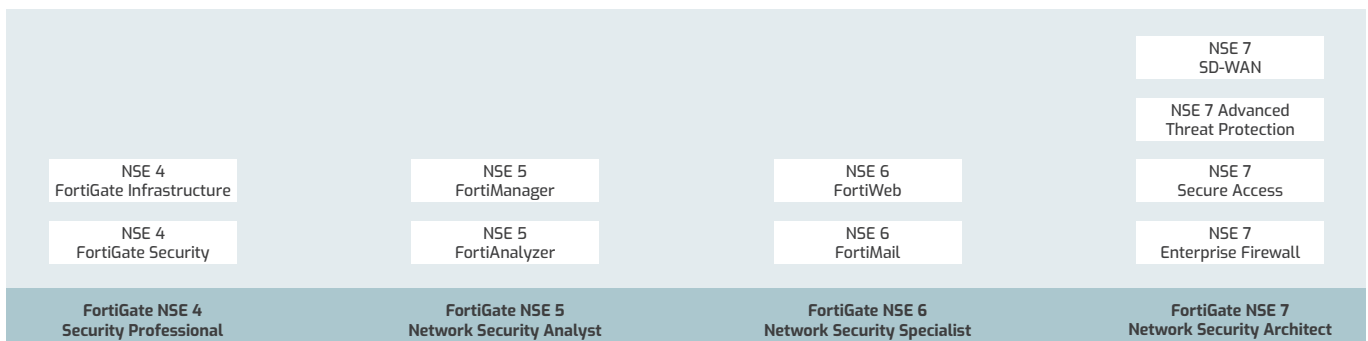 NSE 7
SD-WAN
NSE 7 Advanced
Threat Protection
NSE 4
FortiGate Infrastructure
NSE 5
FortiManager
NSE 6
FortiWeb
NSE 7
Secure Access
NSE 4
FortiGate Security
NSE 5
FortiAnalyzer
NSE 6
FortiMail
NSE 7
Enterprise Firewall
FortiGate NSE 4
Security Professional
FortiGate NSE 5
Network Security Analyst
FortiGate NSE 6
Network Security Specialist
FortiGate NSE 7
Network Security Architect